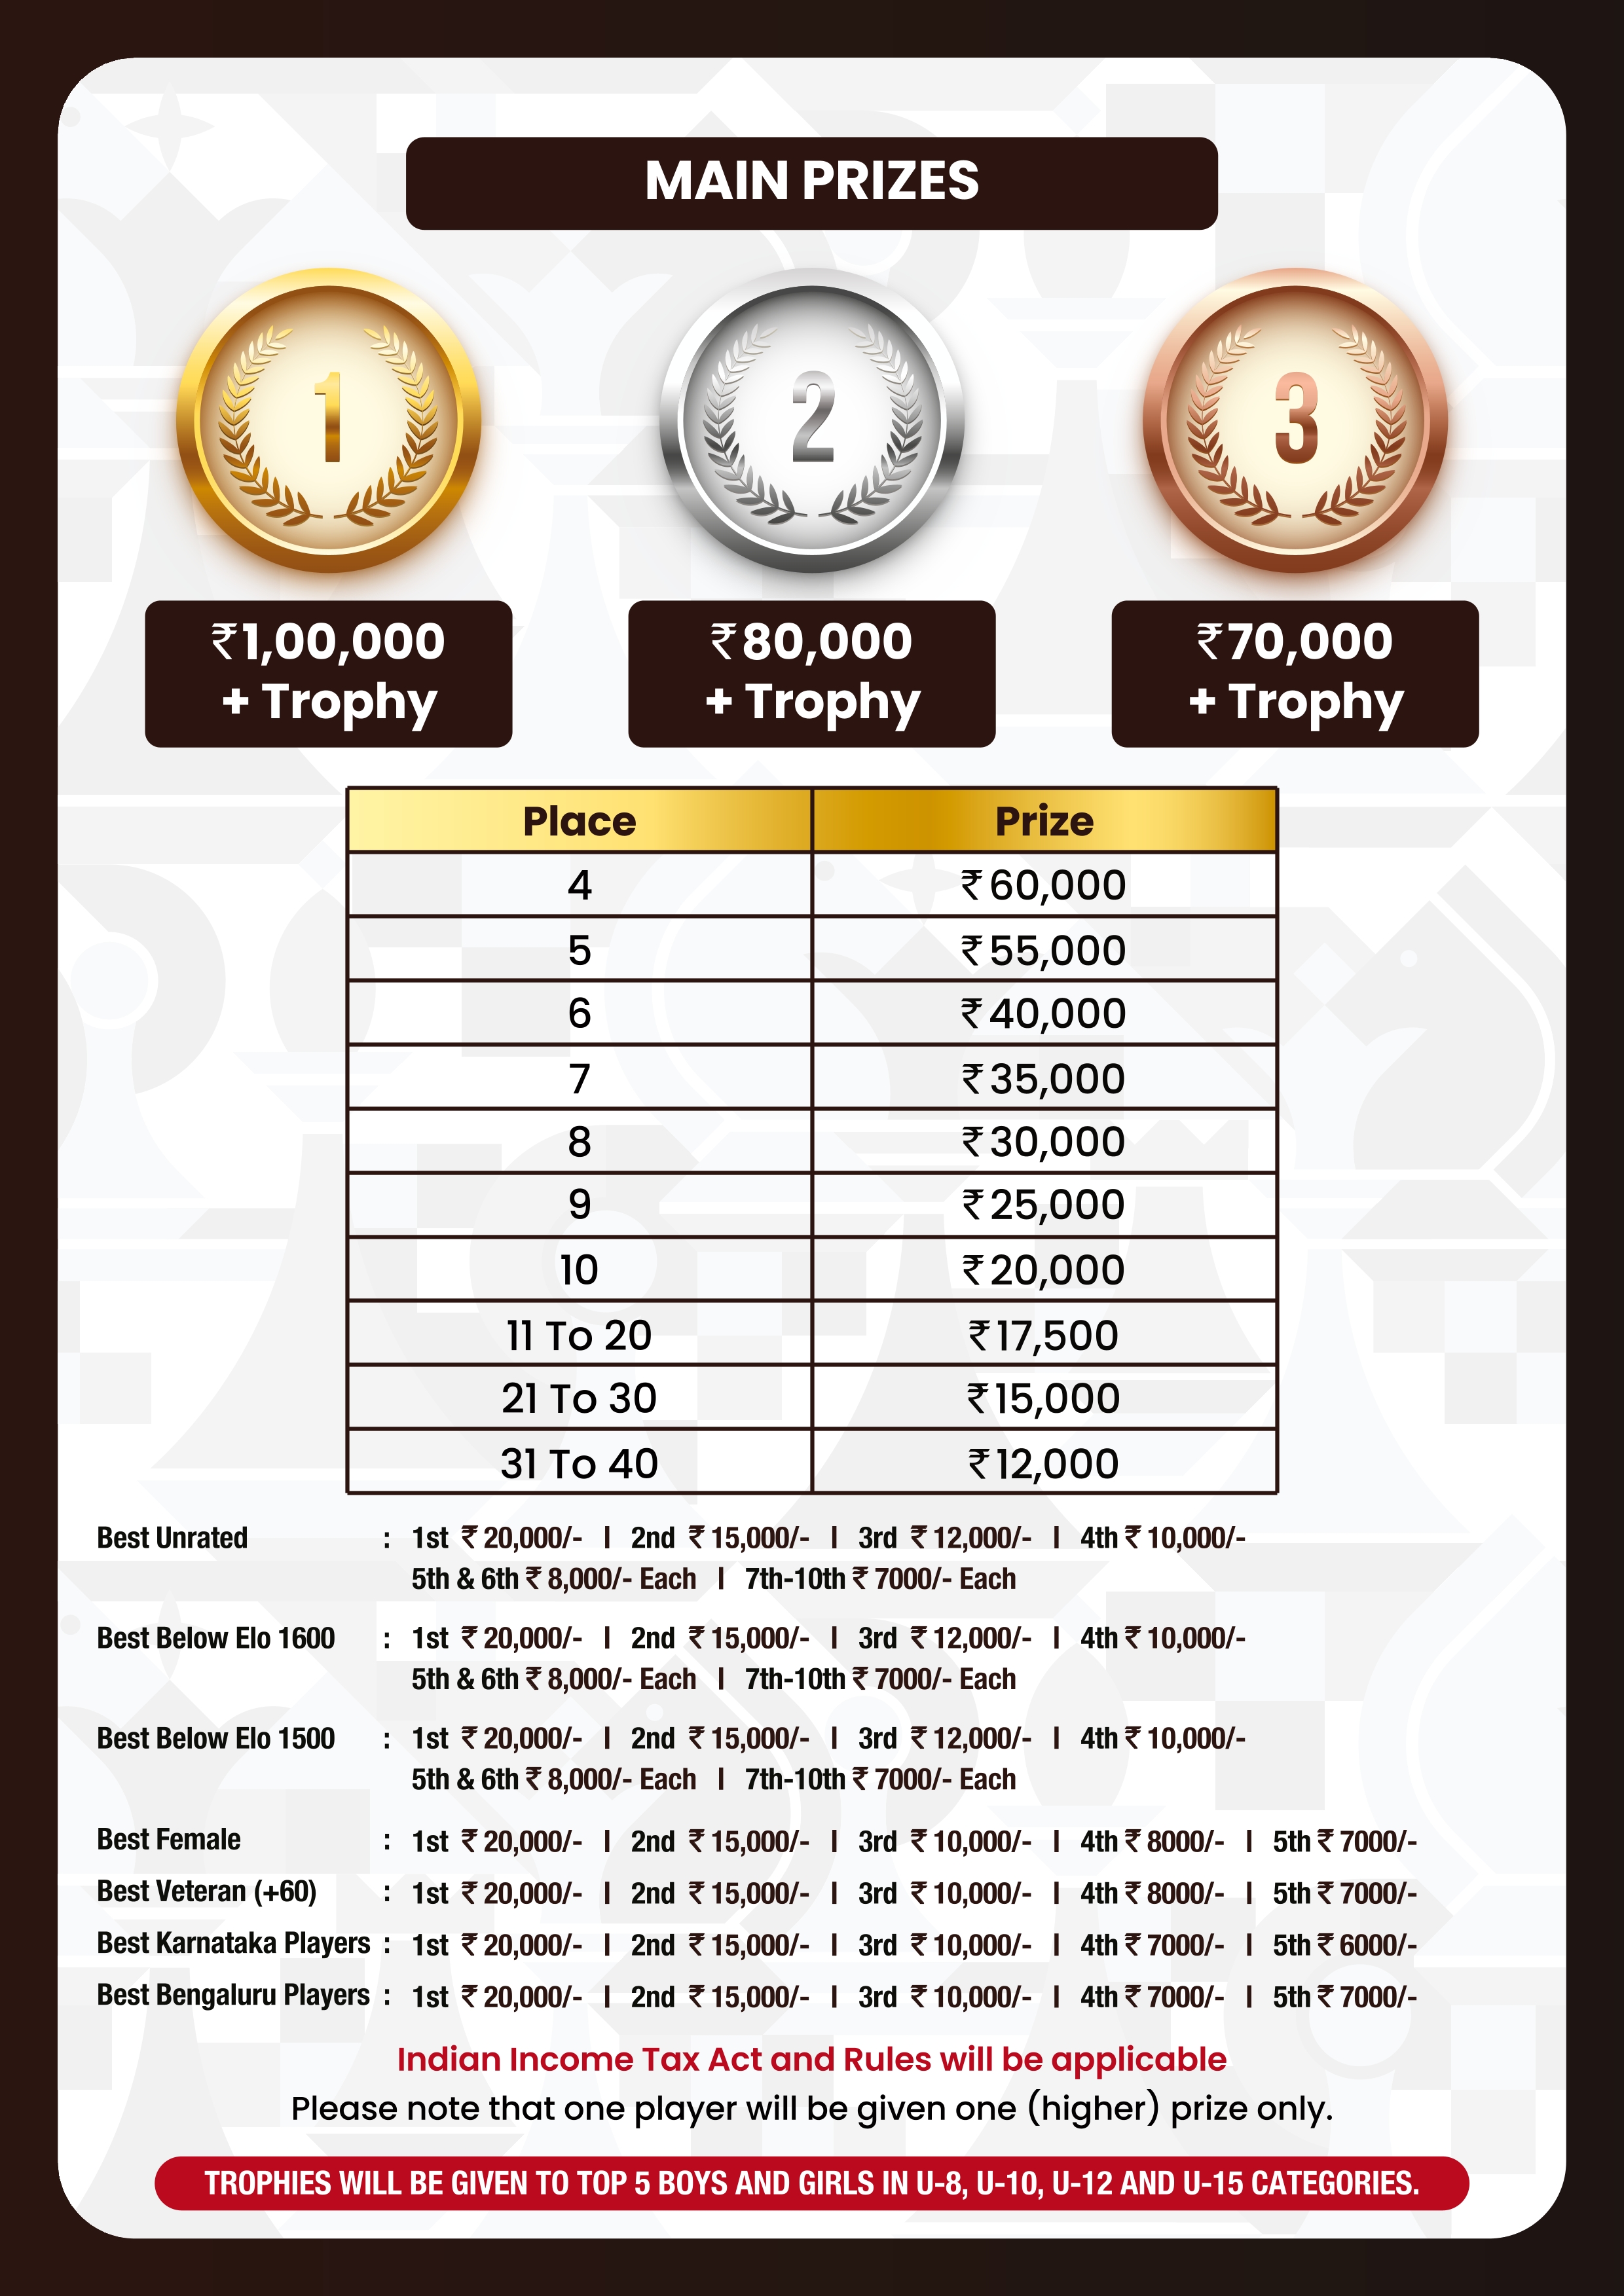 MAIN PRIZES
1
2
3
₹1,00,000
+ Trophy
₹80,000
+ Trophy
₹70,000
+ Trophy
Place Prize
4 ₹60,000
5 ₹55,000
6 ₹40,000
7 ₹35,000
8 ₹30,000
9 ₹25,000
10 ₹20,000
11 To 20 ₹17,500
21 To 30 ₹15,000
31 To 40 ₹12,000
Best Unrated : 1st ₹ 20,000/- | 2nd ₹ 15,000/- | 3rd ₹ 12,000/- | 4th ₹ 10,000/-
5th & 6th ₹ 8,000/- Each | 7th-10th ₹ 7000/- Each
Best Below Elo 1600 : 1st ₹ 20,000/- | 2nd ₹ 15,000/- | 3rd ₹ 12,000/- | 4th ₹ 10,000/-
5th & 6th ₹ 8,000/- Each | 7th-10th ₹ 7000/- Each
Best Below Elo 1500 : 1st ₹ 20,000/- | 2nd ₹ 15,000/- | 3rd ₹ 12,000/- | 4th ₹ 10,000/-
5th & 6th ₹ 8,000/- Each | 7th-10th ₹ 7000/- Each
Best Female : 1st ₹ 20,000/- | 2nd ₹ 15,000/- | 3rd ₹ 10,000/- | 4th ₹ 8000/- | 5th ₹ 7000/-
Best Veteran (+60) : 1st ₹ 20,000/- | 2nd ₹ 15,000/- | 3rd ₹ 10,000/- | 4th ₹ 8000/- | 5th ₹ 7000/-
Best Karnataka Players : 1st ₹ 20,000/- | 2nd ₹ 15,000/- | 3rd ₹ 10,000/- | 4th ₹ 7000/- | 5th ₹ 6000/-
Best Bengaluru Players : 1st ₹ 20,000/- | 2nd ₹ 15,000/- | 3rd ₹ 10,000/- | 4th ₹ 7000/- | 5th ₹ 7000/-
Indian Income Tax Act and Rules will be applicable
Please note that one player will be given one (higher) prize only.
TROPHIES WILL BE GIVEN TO TOP 5 BOYS AND GIRLS IN U-8, U-10, U-12 AND U-15 CATEGORIES.